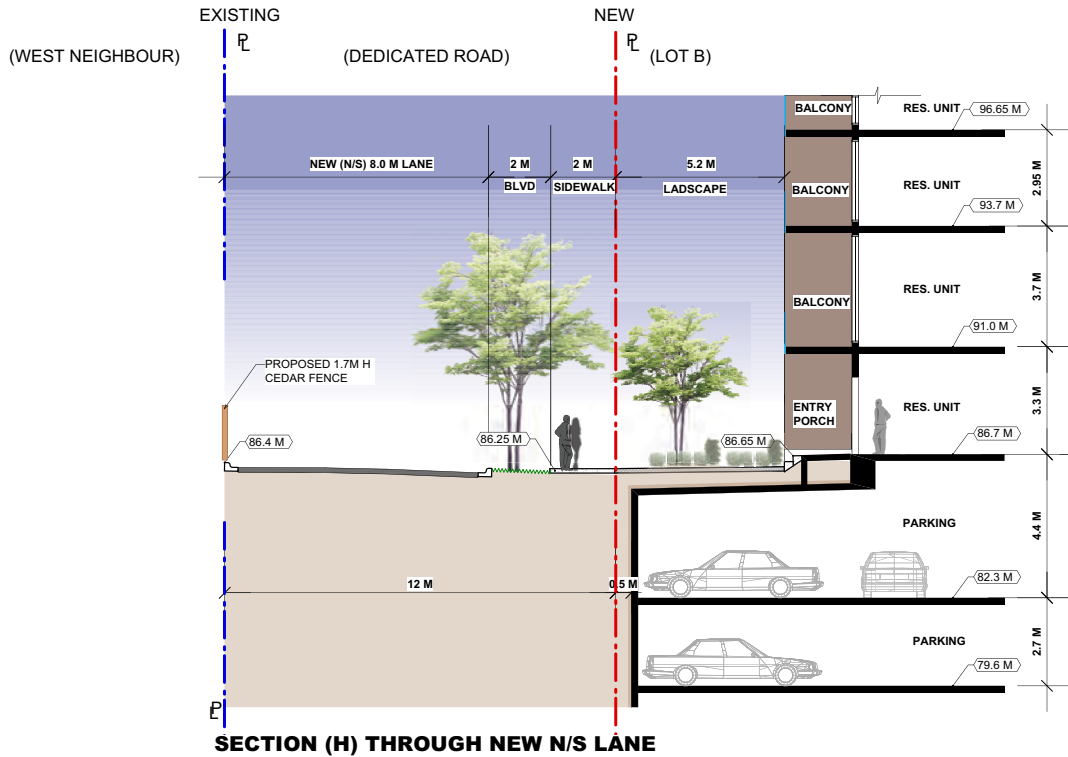 EXISTING
NEW
PL
PL
(WEST NEIGHBOUR)
(DEDICATED ROAD)
(LOT B)
BALCONY
RES. UNIT
96.65 M
NEW (N/S) 8.0 M LANE
2 M
2 M
5.2 M
BLVD
SIDEWALK
LADSCAPE
BALCONY
RES. UNIT
2.95 M
93.7 M
BALCONY
RES. UNIT
3.7 M
91.0 M
PROPOSED 1.7M H
CEDAR FENCE
ENTRY
PORCH
RES. UNIT
3.3 M
86.4 M
86.25 M
86.65 M
86.7 M
PARKING
4.4 M
12 M
0.5 M
82.3 M
PARKING
2.7 M
79.6 M
PL
SECTION (H) THROUGH NEW N/S LANE